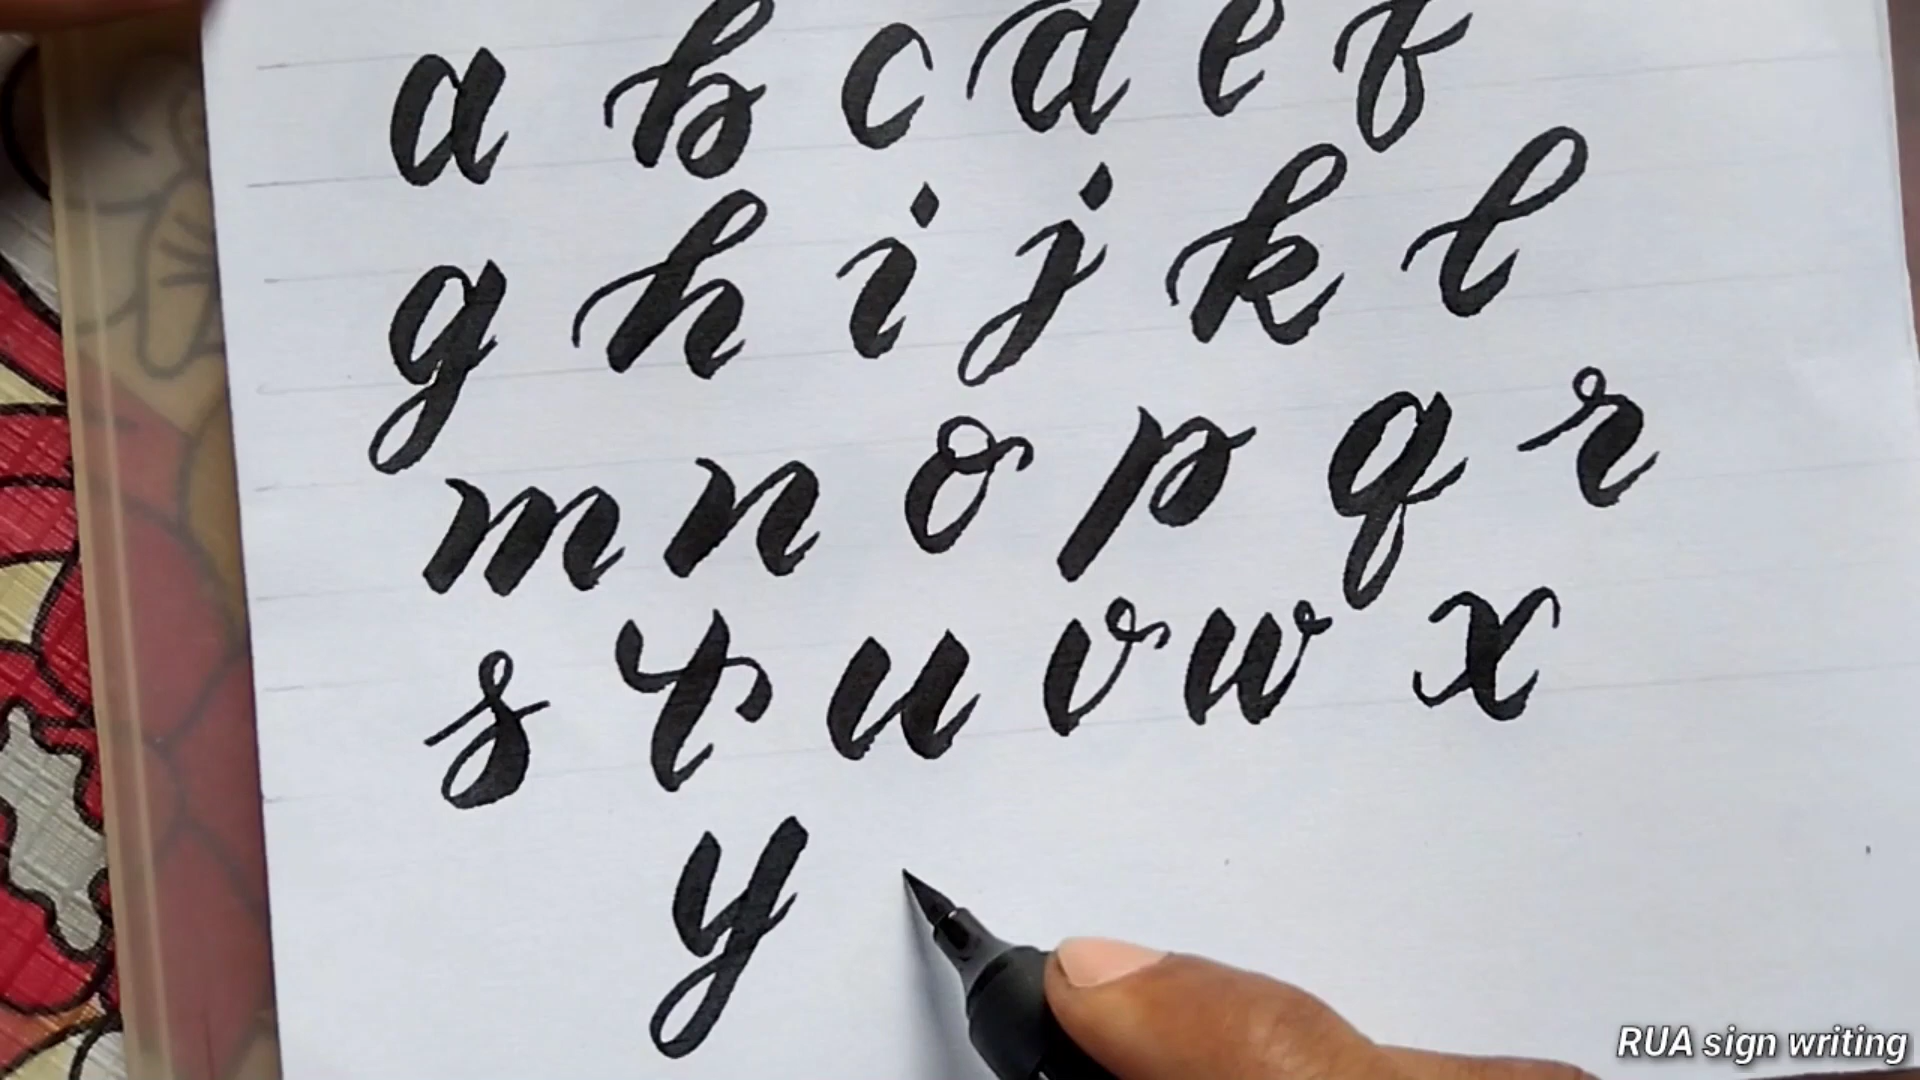 a b c d e f
g h i j k l
m n o p q r
s t u v w x
y
RUA sign writing